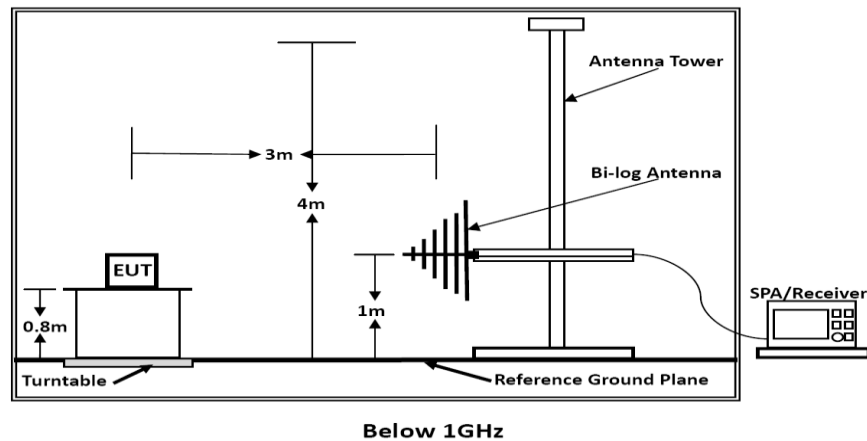 Antenna Tower
3m
Bi-log Antenna
4m
EUT
1m
SPA/Receiver
0.8m
Turntable
Reference Ground Plane
Below 1GHz